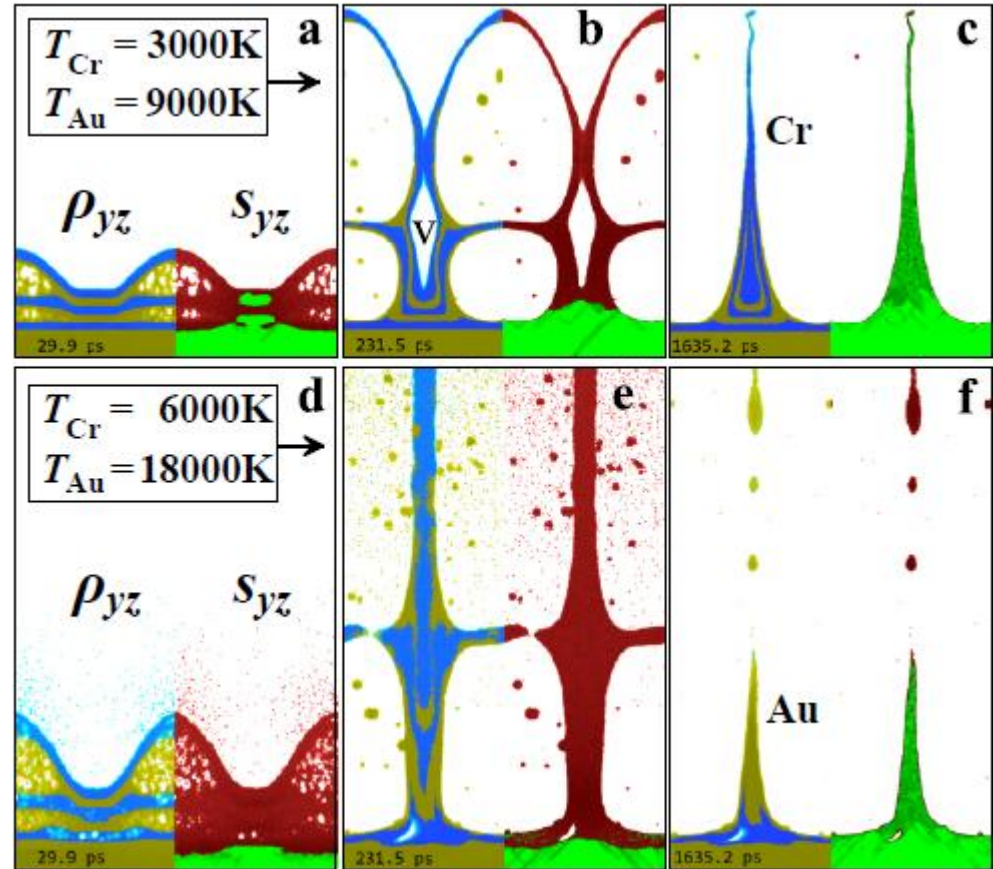 T_Cr = 3000K
T_Au = 9000K
a
ρ_yz
s_yz
29.9 ps
b
V
231.5 ps
c
Cr
1635.2 ps
T_Cr = 6000K
T_Au = 18000K
d
ρ_yz
s_yz
29.9 ps
e
231.5 ps
f
Au
1635.2 ps